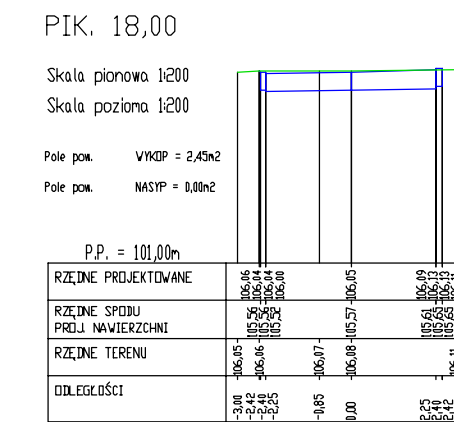 PIK. 18,00
Skala pionowa 1:200
Skala pozioma 1:200
Pole pow. WYKOP = 2,45m2
Pole pow. NASYP = 0,00m2
P.P. = 101,00m
RZĘDNE PROJEKTOWANE 106,06 106,04 106,04 106,00 106,05 106,09 106,13 106,13
RZĘDNE SPODU
PROJ. NAWIERZCHNI 105,56 105,56 105,52 105,57 105,61 105,63 105,65
RZĘDNE TERENU 106,05 106,06 106,07 106,08
ODLEGŁOŚCI -3,00 -2,42 -2,40 -2,25 -0,85 0,00 2,25 2,40 2,42